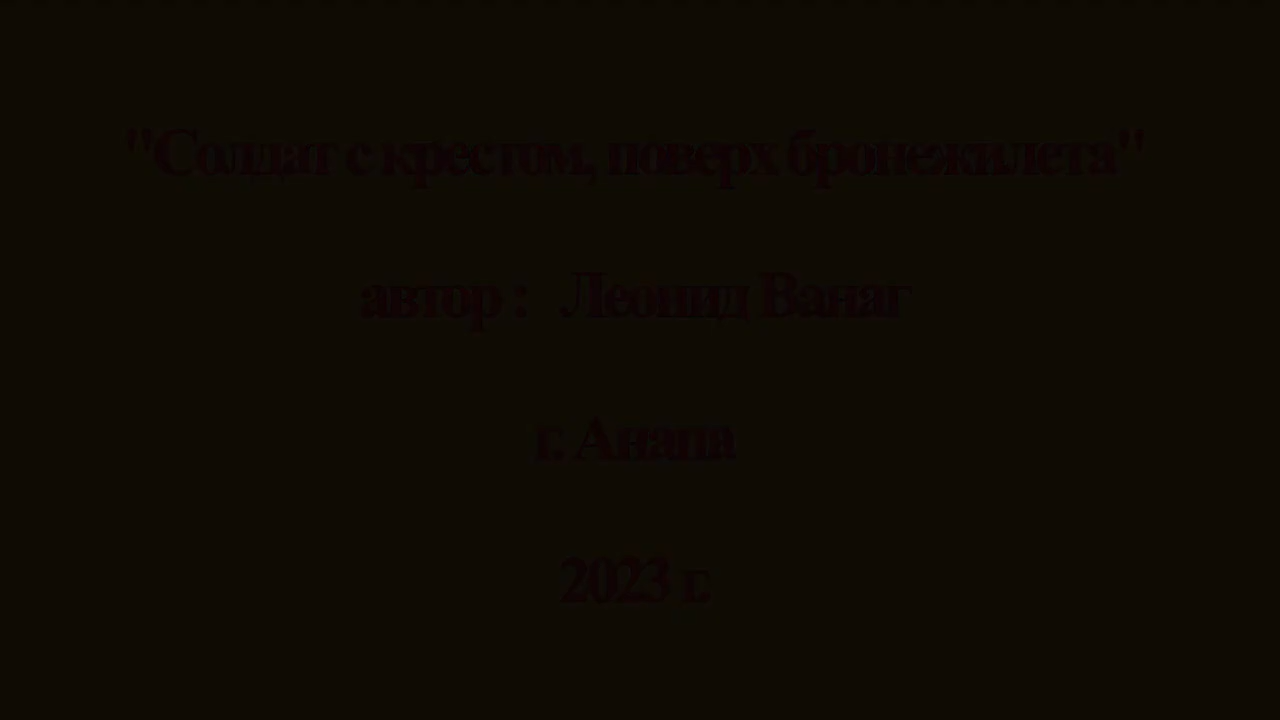 "Солдат с крестом, поверх бронежилета"
автор : Леонид Ванаг
г. Анапа
2023 г.